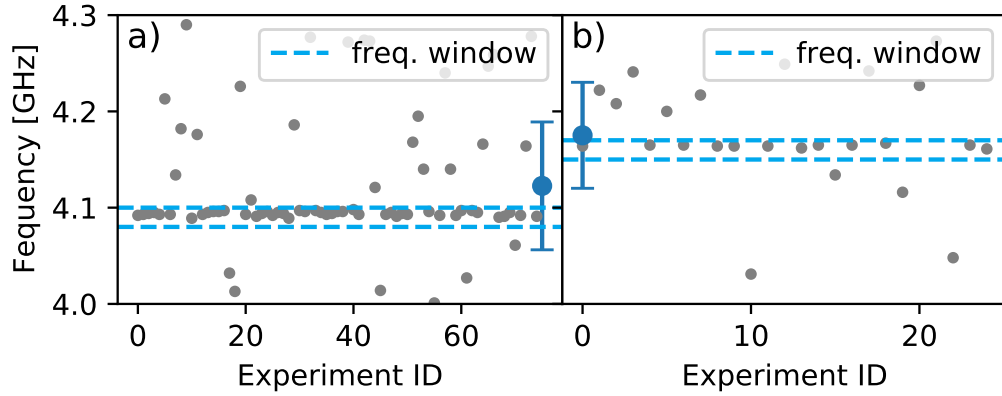 a)
freq. window
b)
freq. window
Fequency [GHz]
4.3
4.2
4.1
4.0
0 20 40 60
0 10 20
Experiment ID
Experiment ID